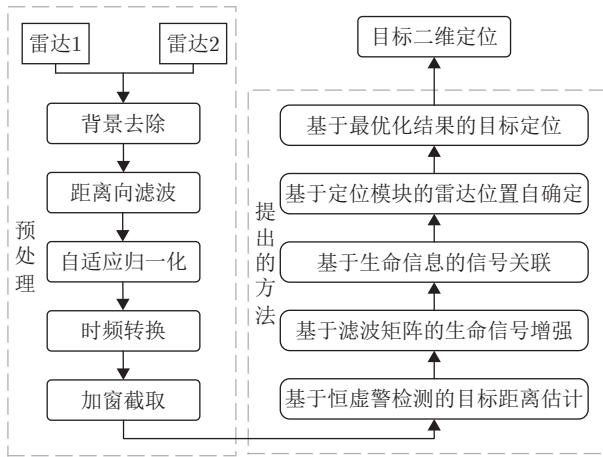 雷达1
雷达2
背景去除
距离向滤波
自适应归一化
时频转换
加窗截取
预处理
目标二维定位
基于最优化结果的目标定位
基于定位模块的雷达位置自确定
基于生命信息的信号关联
基于滤波矩阵的生命信号增强
基于恒虚警检测的目标距离估计
提出的方法